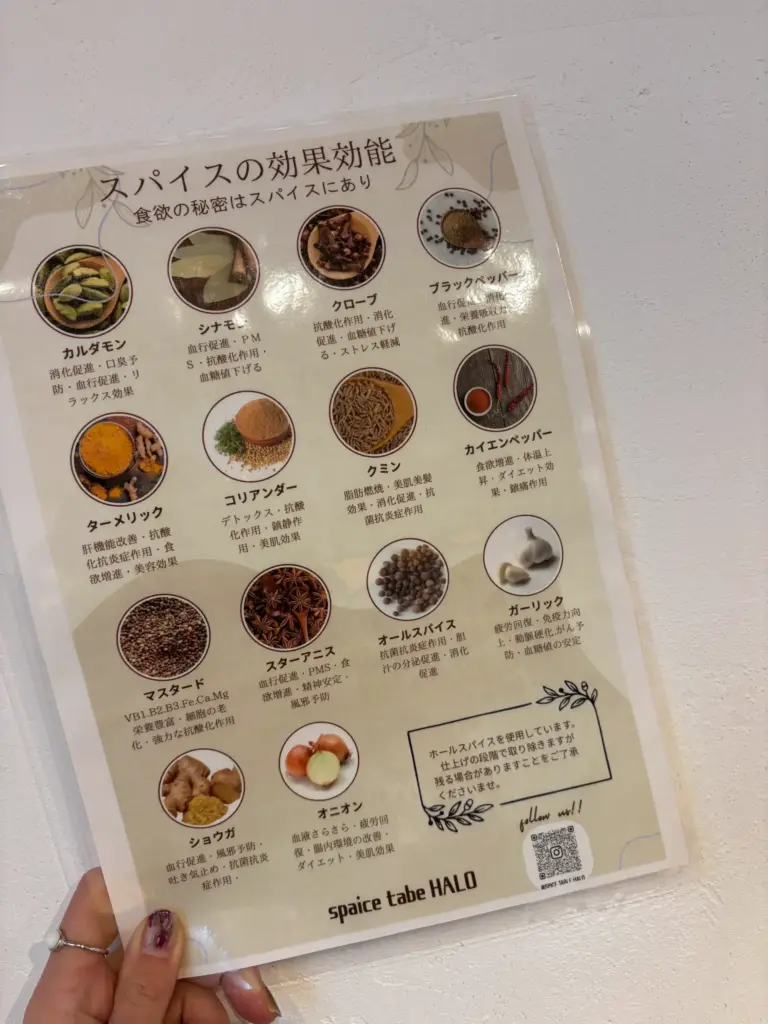 スパイスの効果効能
食欲の秘密はスパイスにあり
カルダモン
消化促進・口臭予
防・血行促進・リ
ラックス効果
シナモン
血行促進・PM
S・抗酸化作用・
血糖値下げる
クローブ
抗酸化作用・消化
促進・血糖値下げ
る・ストレス軽減
ブラックペッパー
血行促進・消化
進・栄養吸収力
抗酸化作用
ターメリック
肝機能改善・抗酸
化抗炎症作用・食
欲増進・美容効果
コリアンダー
デトックス・抗酸
化作用・鎮静作
用・美肌効果
クミン
脂肪燃焼・美肌美髪
効果・消化促進・抗
菌抗炎症作用
カイエンペッパー
食欲増進・体温上
昇・ダイエット効
果・鎮痛作用
マスタード
VB1.B2.B3.Fe.Ca.Mg
栄養豊富・細胞の老
化・強力な抗酸化作用
スターアニス
血行促進・PMS・食
欲増進・精神安定・
風邪予防
オールスパイス
抗菌抗炎症作用・胆
汁の分泌促進・消化
促進
ガーリック
疲労回復・免疫力向
上・動脈硬化.がん予
防・血糖値の安定
ショウガ
血行促進・風邪予防・
吐き気止め・抗菌抗炎
症作用・
オニオン
血液さらさら・疲労回
復・腸内環境の改善・
ダイエット・美肌効果
ホールスパイスを使用しています。
仕上げの段階で取り除きますが
残る場合がありますことをご了承
くださいませ。
follow us!!
@SPICE TABLE HALO
spaice tabe HALO